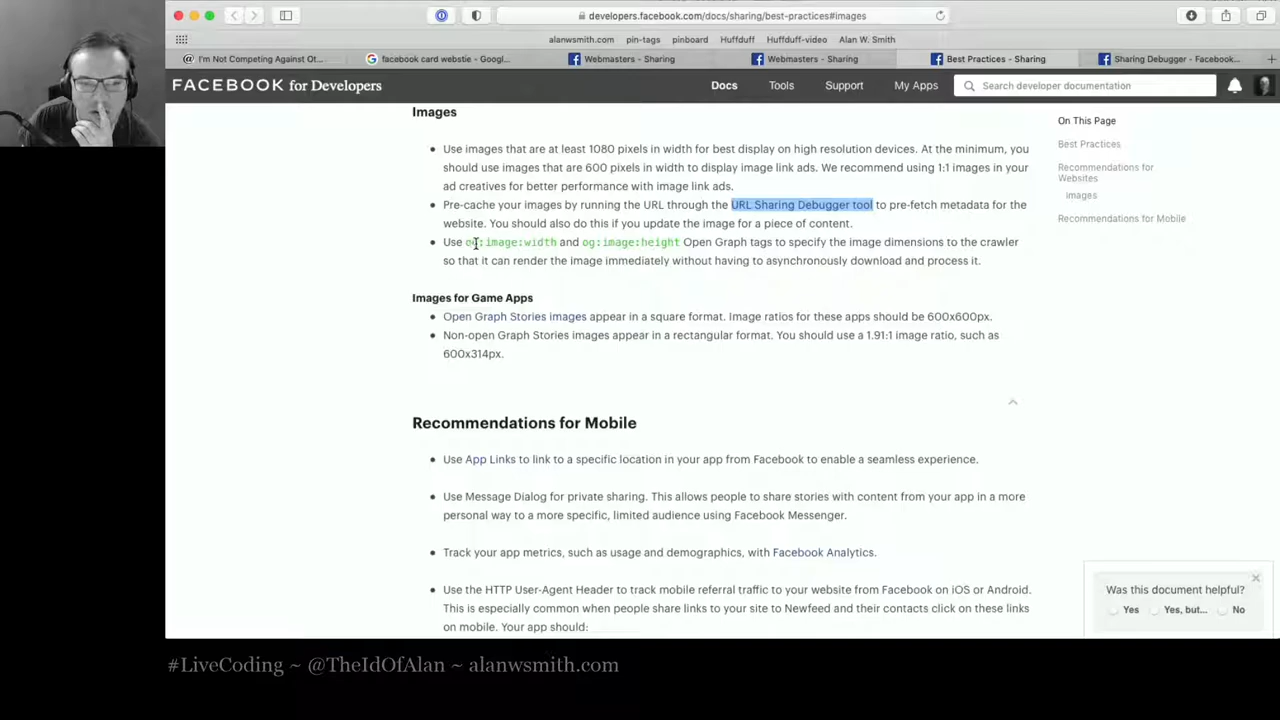 developers.facebook.com/docs/sharing/best-practices#images
alanwsmith.com pin-tags pinboard Huffduff Huffduff-video Alan W. Smith
I'm Not Competing Against Ot... facebook card webstie - Googl... Webmasters - Sharing Webmasters - Sharing Best Practices - Sharing Sharing Debugger - Facebook...
FACEBOOK for Developers Docs Tools Support My Apps Search developer documentation
Images
• Use images that are at least 1080 pixels in width for best display on high resolution devices. At the minimum, you
should use images that are 600 pixels in width to display image link ads. We recommend using 1:1 images in your
ad creatives for better performance with image link ads.
• Pre-cache your images by running the URL through the URL Sharing Debugger tool to pre-fetch metadata for the
website. You should also do this if you update the image for a piece of content.
• Use og:image:width and og:image:height Open Graph tags to specify the image dimensions to the crawler
so that it can render the image immediately without having to asynchronously download and process it.
Images for Game Apps
• Open Graph Stories images appear in a square format. Image ratios for these apps should be 600x600px.
• Non-open Graph Stories images appear in a rectangular format. You should use a 1.91:1 image ratio, such as
600x314px.
Recommendations for Mobile
• Use App Links to link to a specific location in your app from Facebook to enable a seamless experience.
• Use Message Dialog for private sharing. This allows people to share stories with content from your app in a more
personal way to a more specific, limited audience using Facebook Messenger.
• Track your app metrics, such as usage and demographics, with Facebook Analytics.
• Use the HTTP User-Agent Header to track mobile referral traffic to your website from Facebook on iOS or Android.
This is especially common when people share links to your site to Newfeed and their contacts click on these links
on mobile. Your app should:
On This Page
Best Practices
Recommendations for
Websites
Images
Recommendations for Mobile
Was this document helpful?
Yes Yes, but... No
#LiveCoding ~ @TheIdOfAlan ~ alanwsmith.com